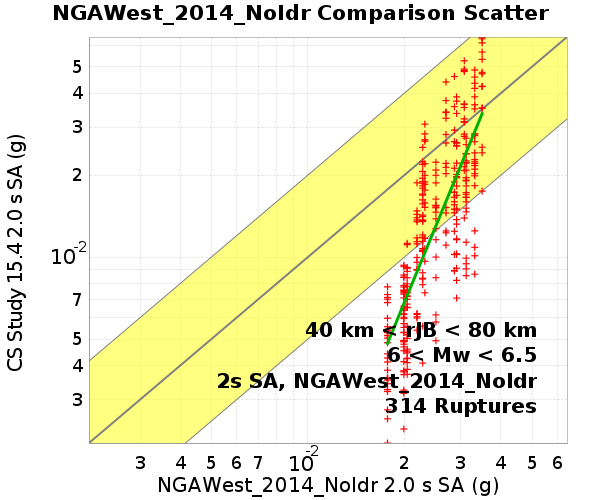 NGAWest_2014_NoIdr Comparison Scatter
CS Study 15.4 2.0 s SA (g)
5
4
3
2
10-2
7
5
4
3
40 km < rJB < 80 km
6 < Mw < 6.5
2s SA, NGAWest_2014_NoIdr
314 Ruptures
3 4 5 6 7 10-2 2 3 4 5 6
NGAWest_2014_NoIdr 2.0 s SA (g)